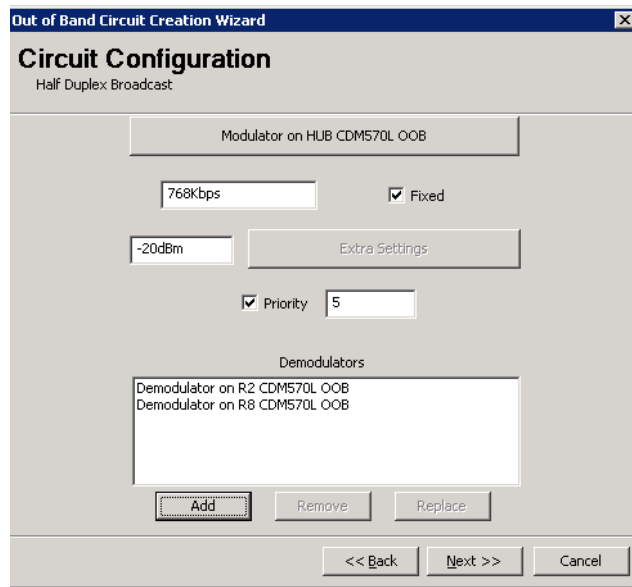 Out of Band Circuit Creation Wizard
Circuit Configuration
Half Duplex Broadcast
Modulator on HUB CDM570L OOB
768Kbps Fixed
-20dBm Extra Settings
Priority 5
Demodulators
Demodulator on R2 CDM570L OOB
Demodulator on R8 CDM570L OOB
Add Remove Replace
<< Back Next >> Cancel